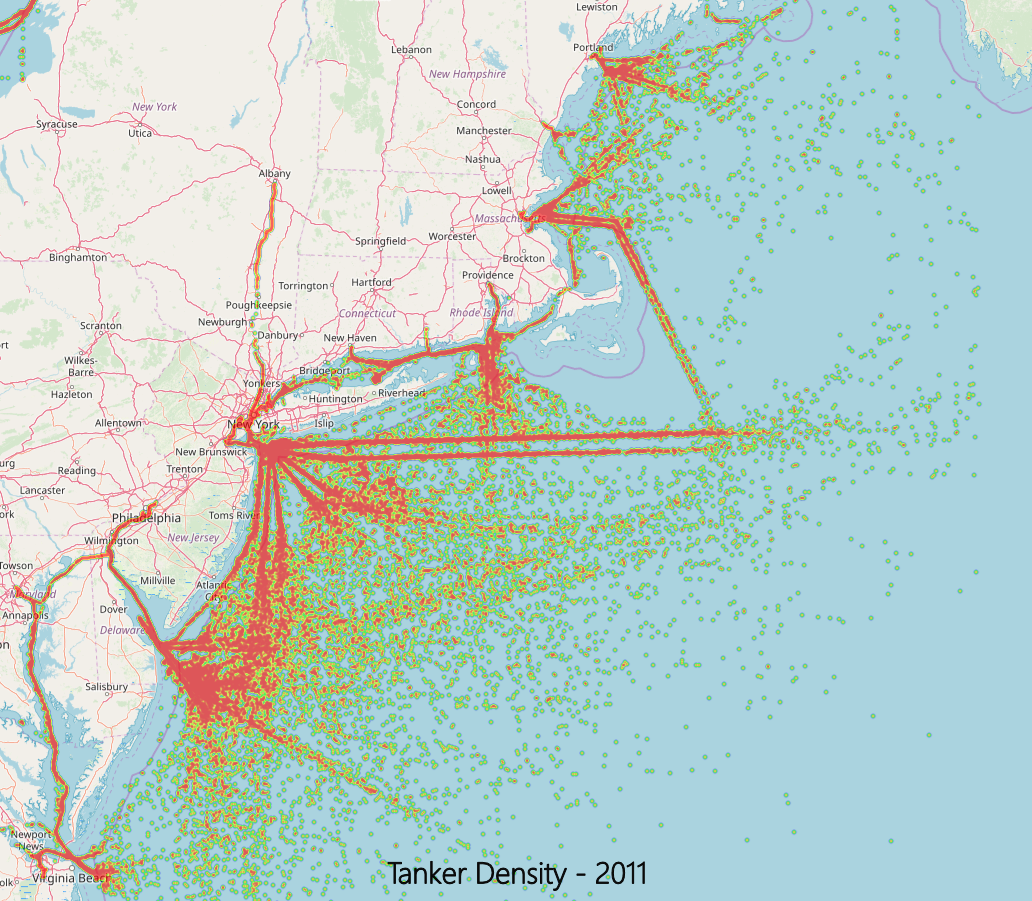 Lewiston
Portland
Lebanon
New Hampshire
New York
Concord
Syracuse
Utica
Manchester
Nashua
Albany
Lowell
Massachusetts
Worcester
Springfield
Brockton
Binghamton
Providence
Torrington
Hartford
Poughkeepsie
Connecticut
Rhode Island
Newburgh
Scranton
Danbury
New Haven
Wilkes-
Barre
Bridgeport
Yonkers
Hazleton
Huntington
Riverhead
Allentown
New York
Islip
New Brunswick
Reading
Trenton
Lancaster
Toms River
Philadelphia
New Jersey
Wilmington
Towson
Millville
Atlantic
City
Maryland
Dover
Annapolis
Delaware
Salisbury
Newport
News
Virginia Beach
Tanker Density - 2011